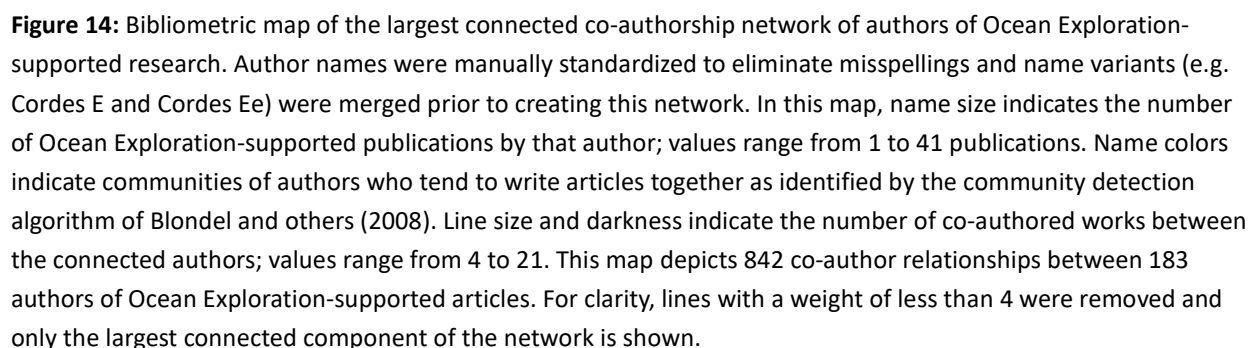 Figure 14: Bibliometric map of the largest connected co-authorship network of authors of Ocean Exploration-
supported research. Author names were manually standardized to eliminate misspellings and name variants (e.g.
Cordes E and Cordes Ee) were merged prior to creating this network. In this map, name size indicates the number
of Ocean Exploration-supported publications by that author; values range from 1 to 41 publications. Name colors
indicate communities of authors who tend to write articles together as identified by the community detection
algorithm of Blondel and others (2008). Line size and darkness indicate the number of co-authored works between
the connected authors; values range from 4 to 21. This map depicts 842 co-author relationships between 183
authors of Ocean Exploration-supported articles. For clarity, lines with a weight of less than 4 were removed and
only the largest connected component of the network is shown.